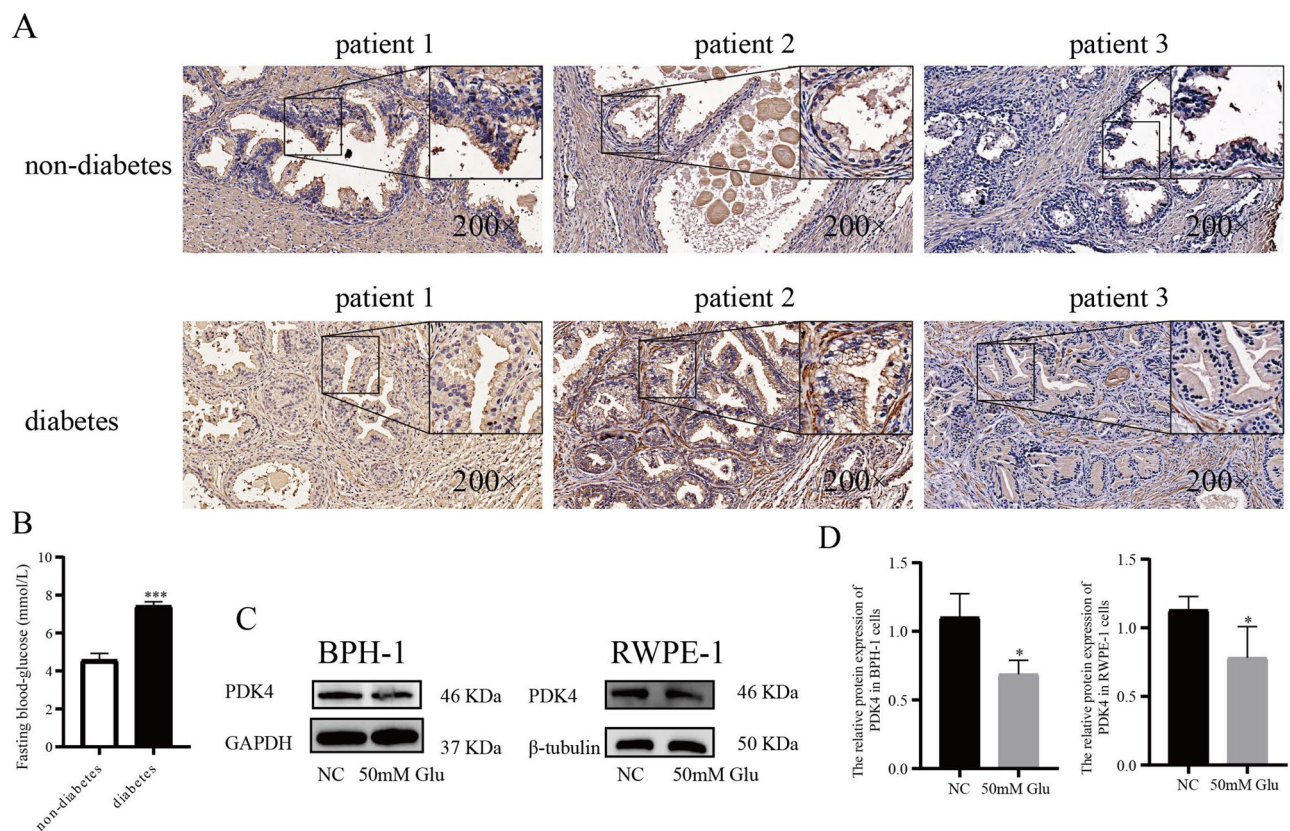 A
patient 1 patient 2 patient 3
non-diabetes
200× 200× 200×
patient 1 patient 2 patient 3
diabetes
200× 200× 200×
B
Fasting blood-glucose (mmol/L)
10
8
6
4
2
0
***
non-diabetes
diabetes
C
BPH-1
PDK4 46 KDa
GAPDH 37 KDa
NC 50mM Glu
RWPE-1
PDK4 46 KDa
β-tubulin 50 KDa
NC 50mM Glu
D
The relative protein expression of
PDK4 in BPH-1 cells
1.5
1.0
0.5
0.0
*
NC 50mM Glu
The relative protein expression of
PDK4 in RWPE-1 cells
1.5
1.0
0.5
0.0
*
NC 50mM Glu